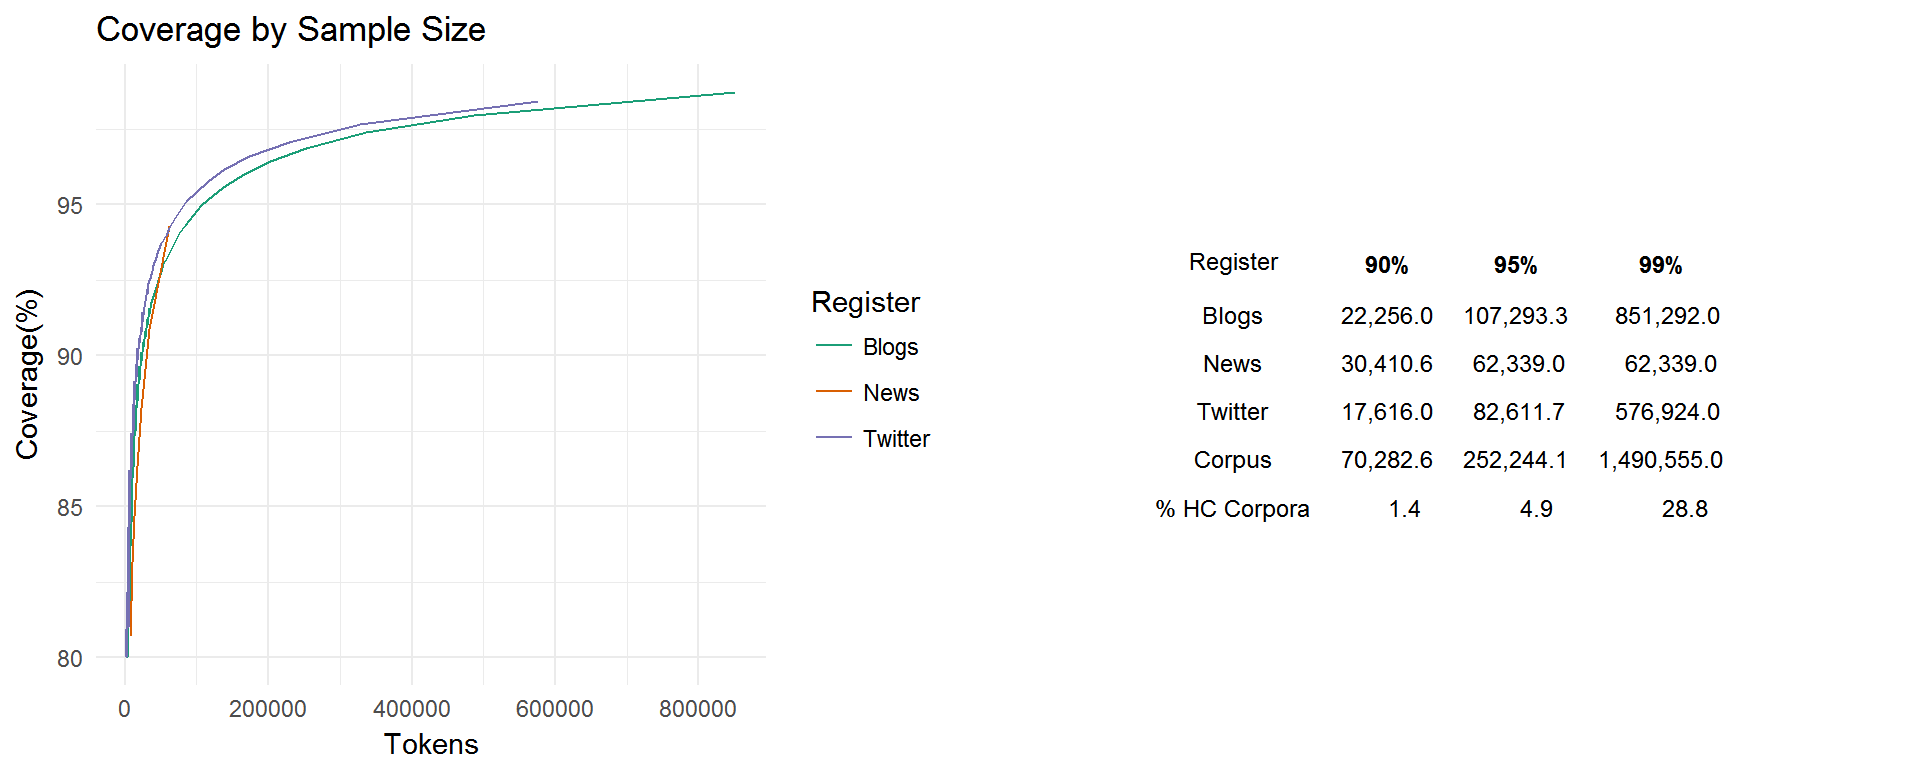 Coverage by Sample Size
Coverage(%)
95
90
85
80
0 200000 400000 600000 800000
Tokens
Register
Blogs
News
Twitter
Register 90% 95% 99%
Blogs 22,256.0 107,293.3 851,292.0
News 30,410.6 62,339.0 62,339.0
Twitter 17,616.0 82,611.7 576,924.0
Corpus 70,282.6 252,244.1 1,490,555.0
% HC Corpora 1.4 4.9 28.8